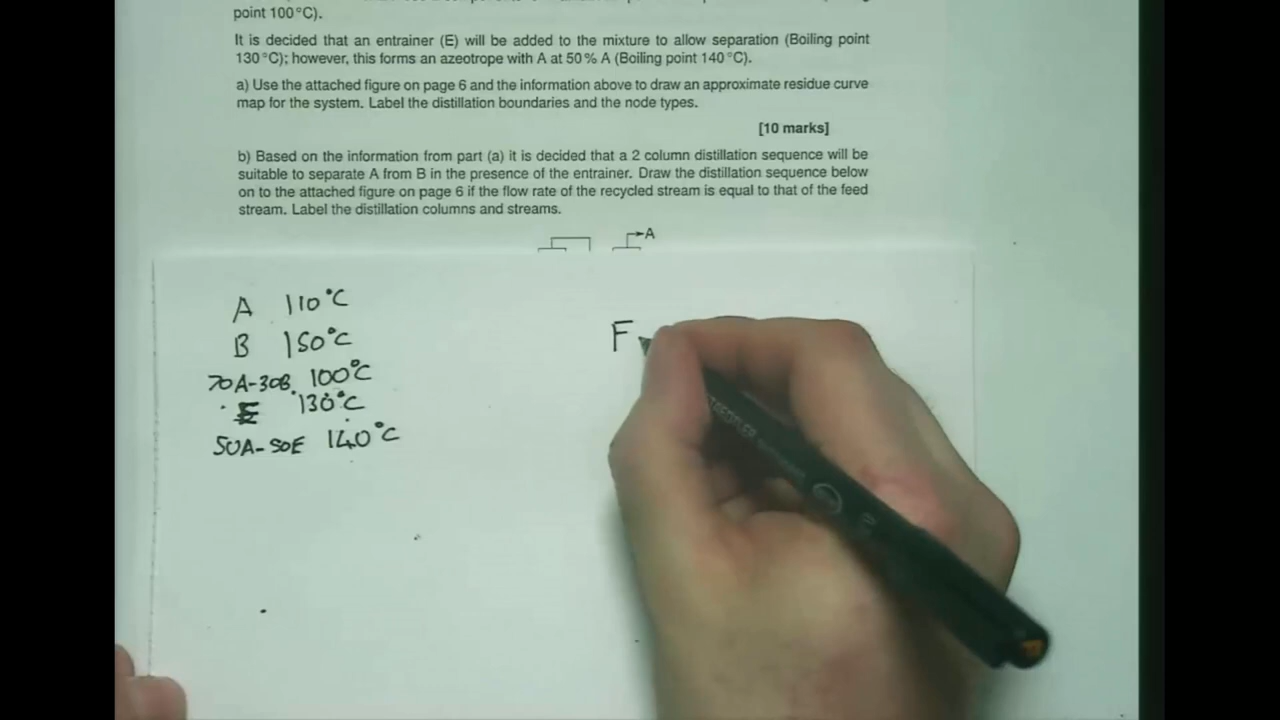 point 100°C).
It is decided that an entrainer (E) will be added to the mixture to allow separation (Boiling point
130°C); however, this forms an azeotrope with A at 50% A (Boiling point 140°C).
a) Use the attached figure on page 6 and the information above to draw an approximate residue curve
map for the system. Label the distillation boundaries and the node types.
[10 marks]
b) Based on the information from part (a) it is decided that a 2 column distillation sequence will be
suitable to separate A from B in the presence of the entrainer. Draw the distillation sequence below
on to the attached figure on page 6 if the flow rate of the recycled stream is equal to that of the feed
stream. Label the distillation columns and streams.
A
A 110°C
B 150°C
70A-30B 100°C
E 130°C
50A-50E 140°C
F
STAEDTLER